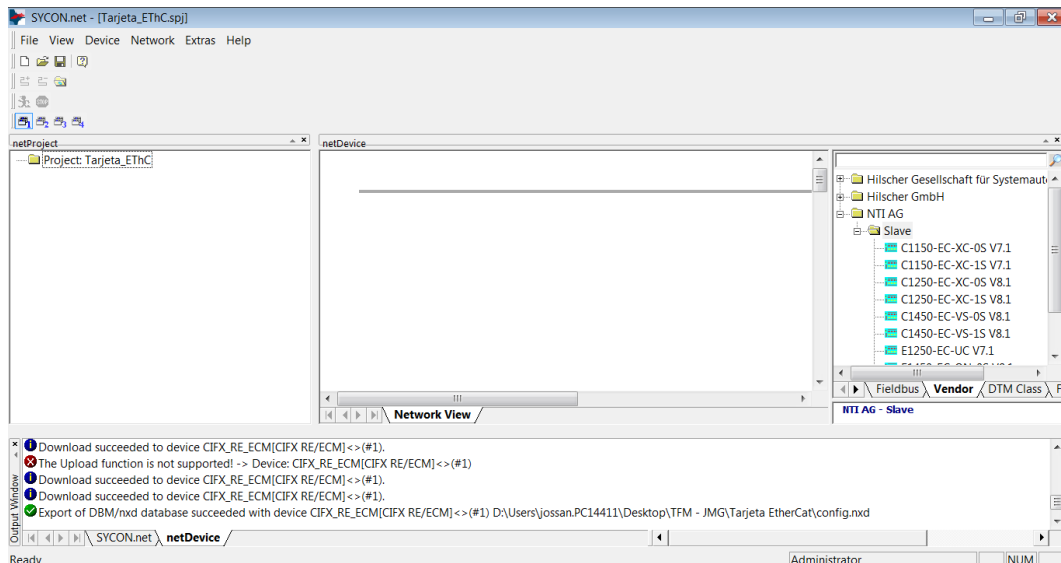 SYCON.net - [Tarjeta_EThC.spj]
File View Device Network Extras Help
netProject
Project: Tarjeta_EThC
netDevice
Network View
Hilscher Gesellschaft für Systemaut
Hilscher GmbH
NTI AG
Slave
C1150-EC-XC-0S V7.1
C1150-EC-XC-1S V7.1
C1250-EC-XC-0S V8.1
C1250-EC-XC-1S V8.1
C1450-EC-VS-0S V8.1
C1450-EC-VS-1S V8.1
E1250-EC-UC V7.1
Fieldbus Vendor DTM Class
NTI AG - Slave
Output Window
Download succeeded to device CIFX_RE_ECM[CIFX RE/ECM]<>(#1).
The Upload function is not supported! -> Device: CIFX_RE_ECM[CIFX RE/ECM]<>(#1)
Download succeeded to device CIFX_RE_ECM[CIFX RE/ECM]<>(#1).
Download succeeded to device CIFX_RE_ECM[CIFX RE/ECM]<>(#1).
Export of DBM/nxd database succeeded with device CIFX_RE_ECM[CIFX RE/ECM]<>(#1) D:\Users\jossan.PC14411\Desktop\TFM - JMG\Tarjeta EtherCat\config.nxd
SYCON.net netDevice
Ready Administrator NUM